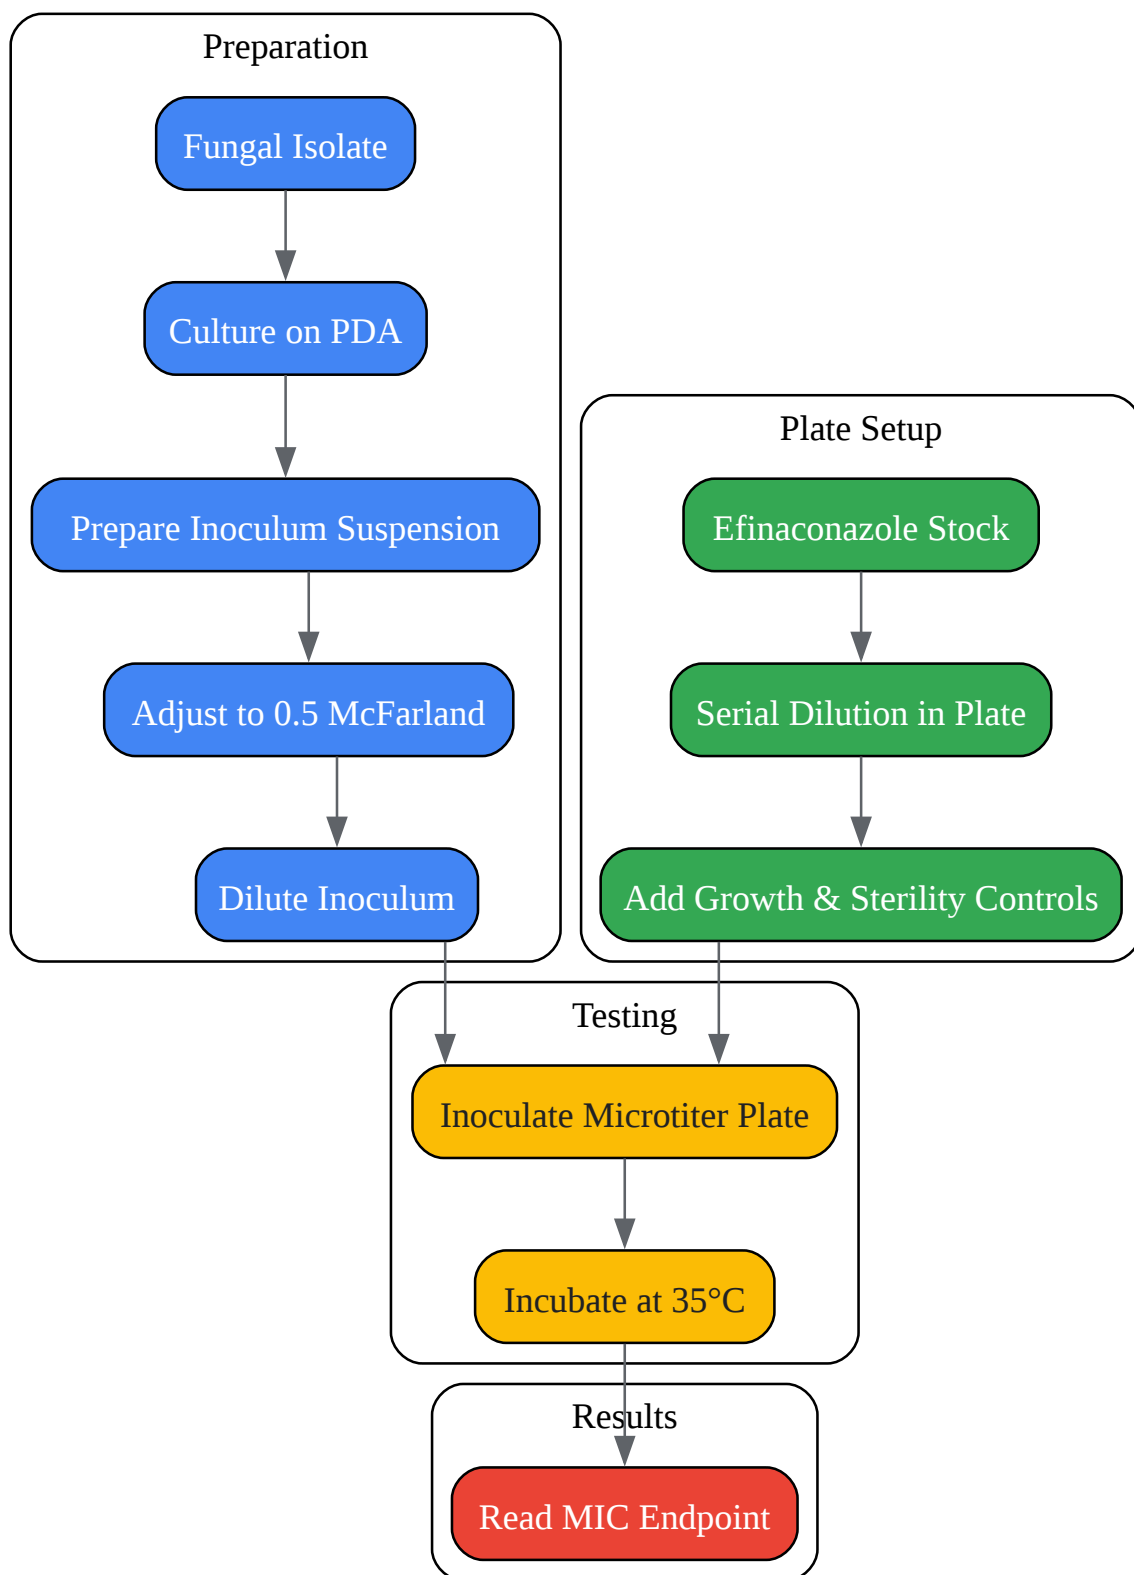 Preparation
Fungal Isolate
Culture on PDA
Prepare Inoculum Suspension
Adjust to 0.5 McFarland
Dilute Inoculum
Plate Setup
Efinaconazole Stock
Serial Dilution in Plate
Add Growth & Sterility Controls
Testing
Inoculate Microtiter Plate
Incubate at 35°C
Results
Read MIC Endpoint